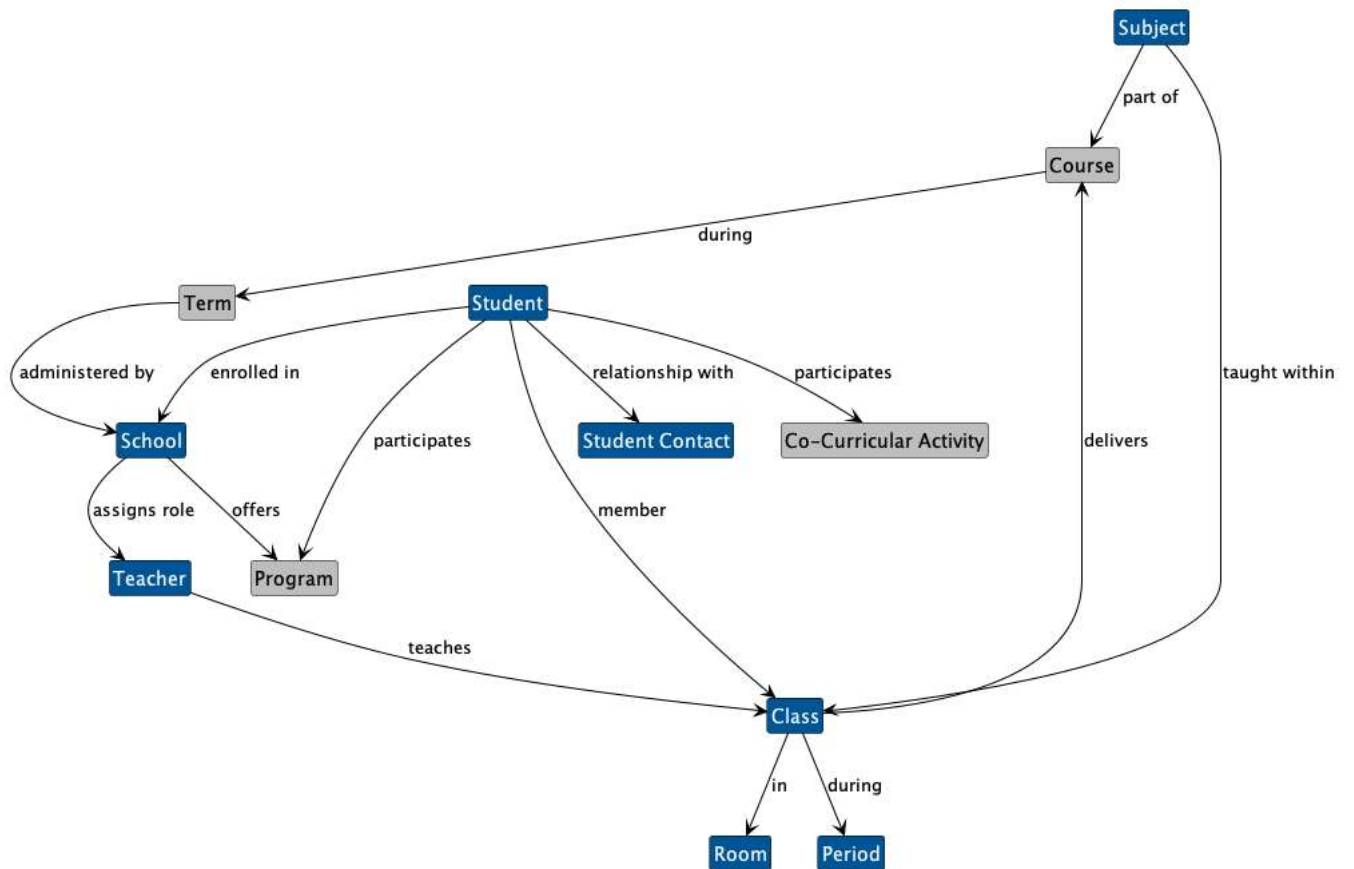 Subject
part of
Course
during
Term
Student
administered by
enrolled in
relationship with
participates
taught within
School
participates
Student Contact
Co-Curricular Activity
delivers
assigns role
offers
member
Teacher
Program
teaches
Class
in
during
Room
Period